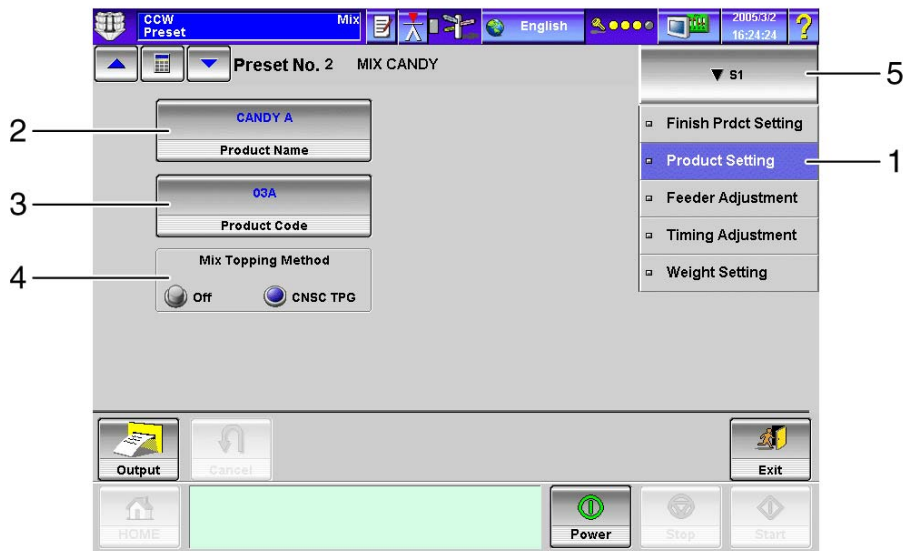 CCW Mix
Preset
English
2005/3/2
16:24:24
?
Preset No. 2 MIX CANDY
▼ S1
5
2
CANDY A
Product Name
Finish Prdct Setting
Product Setting
1
3
03A
Product Code
Feeder Adjustment
Timing Adjustment
4
Mix Topping Method
Off
CNSC TPG
Weight Setting
Output
Cancel
Exit
HOME
Power
Stop
Start